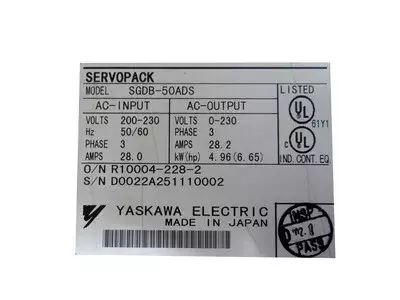 SERVOPACK
MODEL SGDB-50ADS
AC-INPUT AC-OUTPUT
VOLTS 200-230 VOLTS 0-230
Hz 50/60 PHASE 3
PHASE 3 AMPS 28.2
AMPS 28.0 kW(hp) 4.96(6.65)
O/N R10004-228-2
S/N D0022A251110002
YASKAWA ELECTRIC
MADE IN JAPAN
LISTED
UL
61Y1
c UL
IND. CONT. EQ.
INSP
PASS